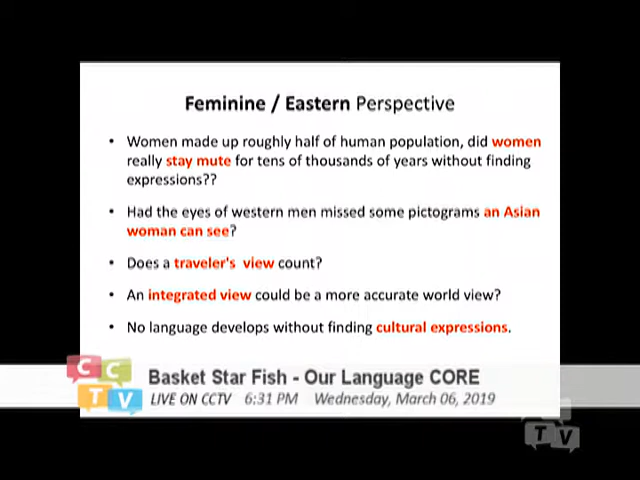 Feminine / Eastern Perspective
• Women made up roughly half of human population, did women
really stay mute for tens of thousands of years without finding
expressions??
• Had the eyes of western men missed some pictograms an Asian
woman can see?
• Does a traveler's view count?
• An integrated view could be a more accurate world view?
• No language develops without finding cultural expressions.
CC
TV
Basket Star Fish - Our Language CORE
LIVE ON CCTV 6:31 PM Wednesday, March 06, 2019
TV